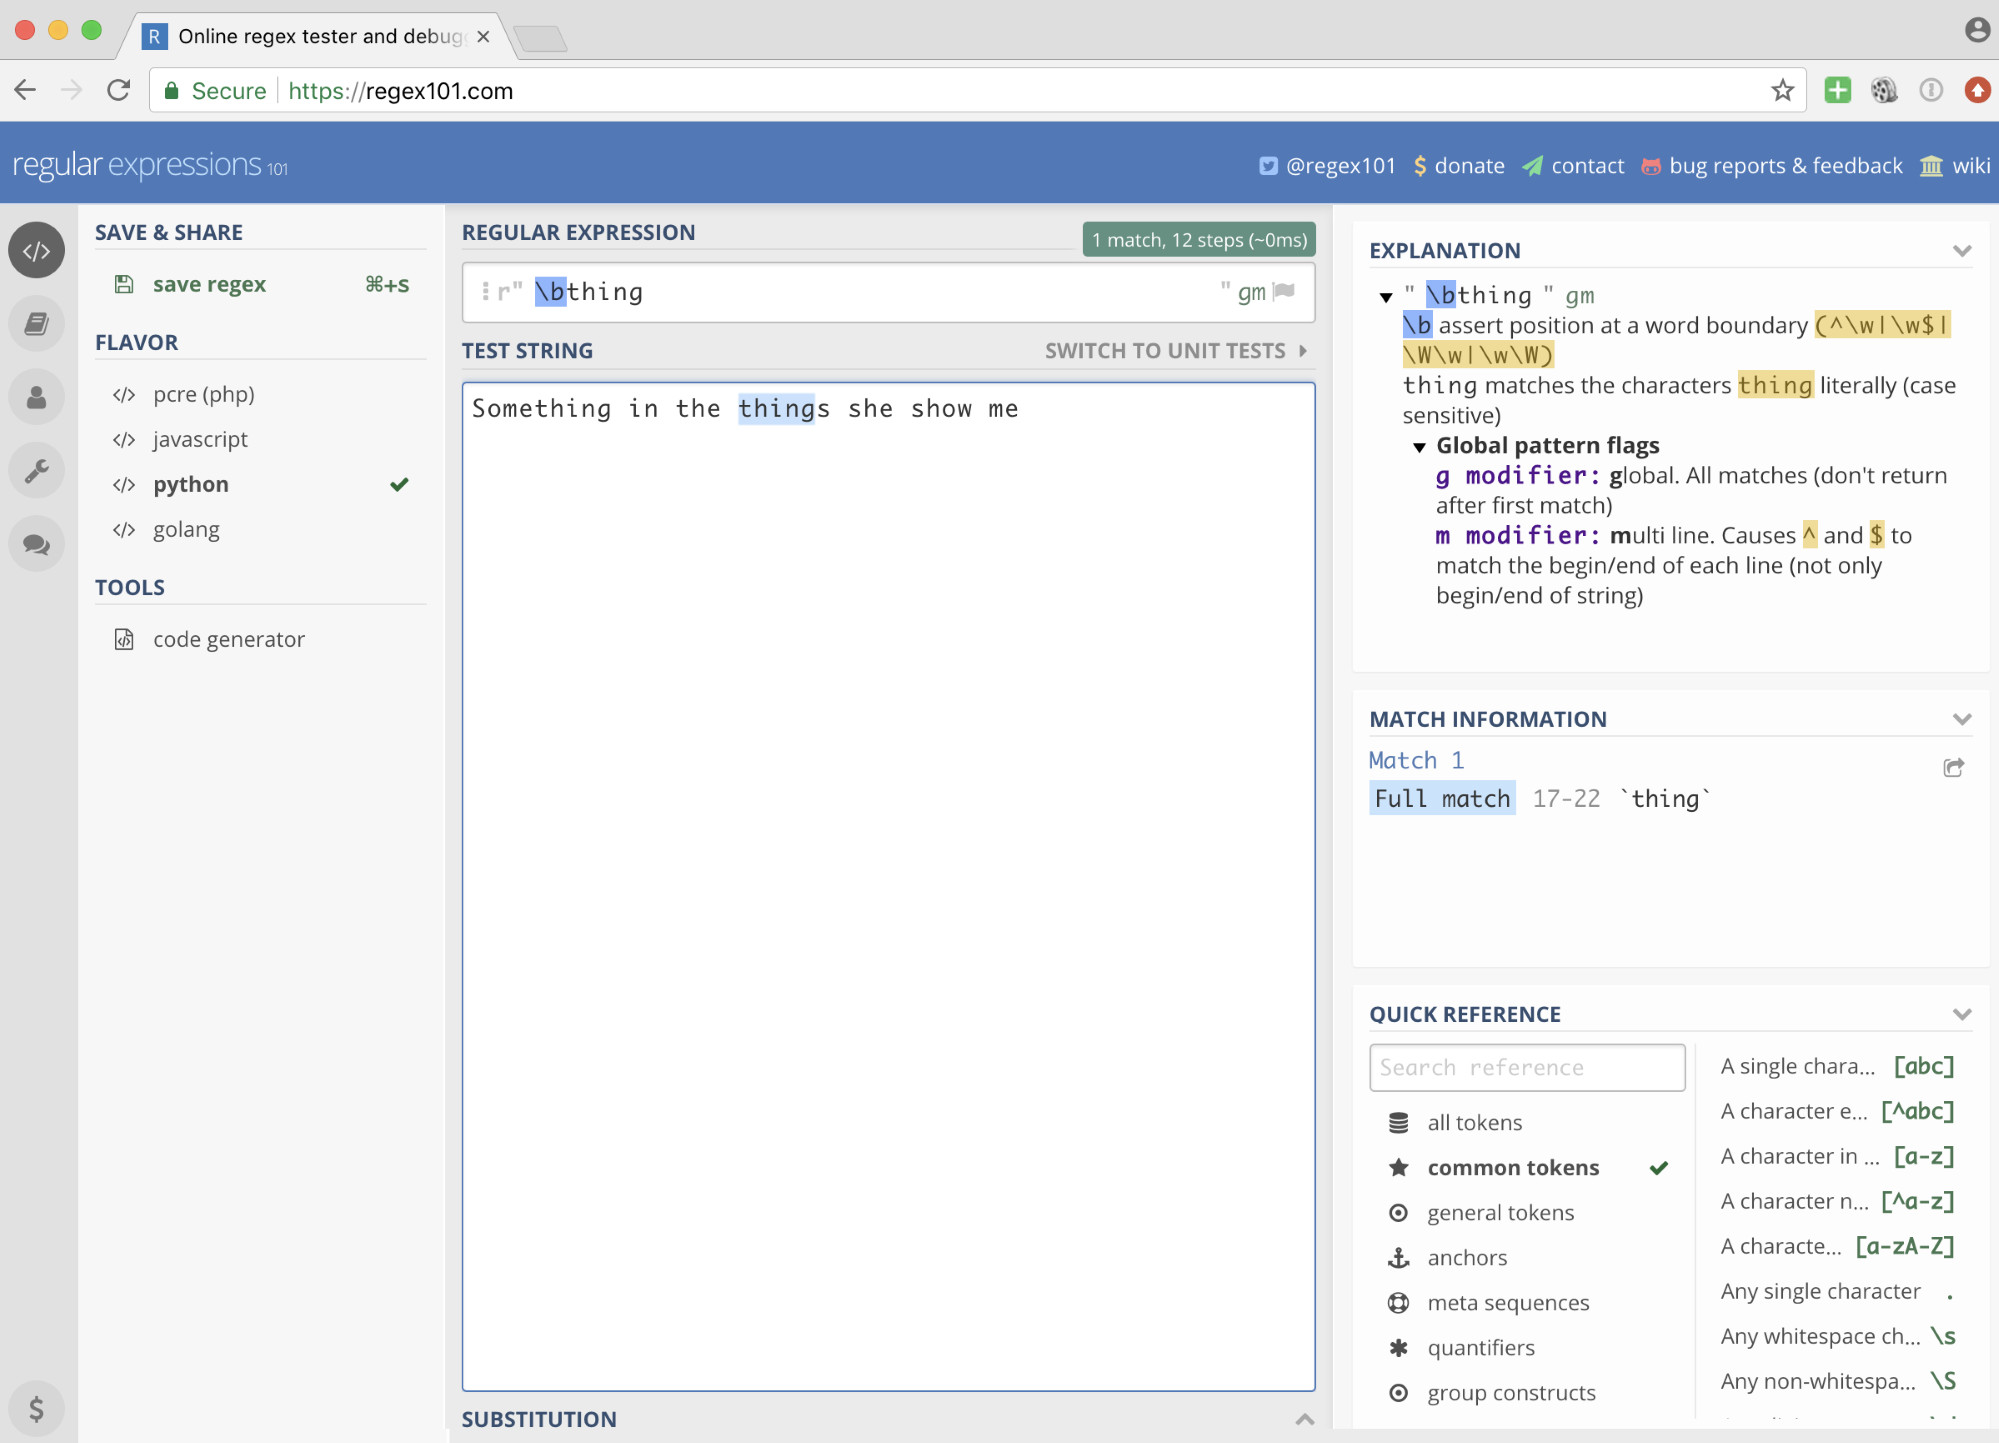 R Online regex tester and debug
Secure https://regex101.com
regular expressions 101
@regex101 $ donate contact bug reports & feedback wiki
SAVE & SHARE
save regex ⌘+S
FLAVOR
</> pcre (php)
</> javascript
</> python
</> golang
TOOLS
code generator
$
REGULAR EXPRESSION
1 match, 12 steps (~0ms)
r" \bthing " gm
TEST STRING
SWITCH TO UNIT TESTS
Something in the things she show me
SUBSTITUTION
EXPLANATION
" \bthing " gm
\b assert position at a word boundary (^\w|\w$|
\W\w|\w\W)
thing matches the characters thing literally (case
sensitive)
Global pattern flags
g modifier: global. All matches (don't return
after first match)
m modifier: multi line. Causes ^ and $ to
match the begin/end of each line (not only
begin/end of string)
MATCH INFORMATION
Match 1
Full match 17-22 `thing`
QUICK REFERENCE
Search reference
all tokens
common tokens
general tokens
anchors
meta sequences
quantifiers
group constructs
A single chara... [abc]
A character e... [^abc]
A character in ... [a-z]
A character n... [^a-z]
A characte... [a-zA-Z]
Any single character .
Any whitespace ch... \s
Any non-whitespa... \S